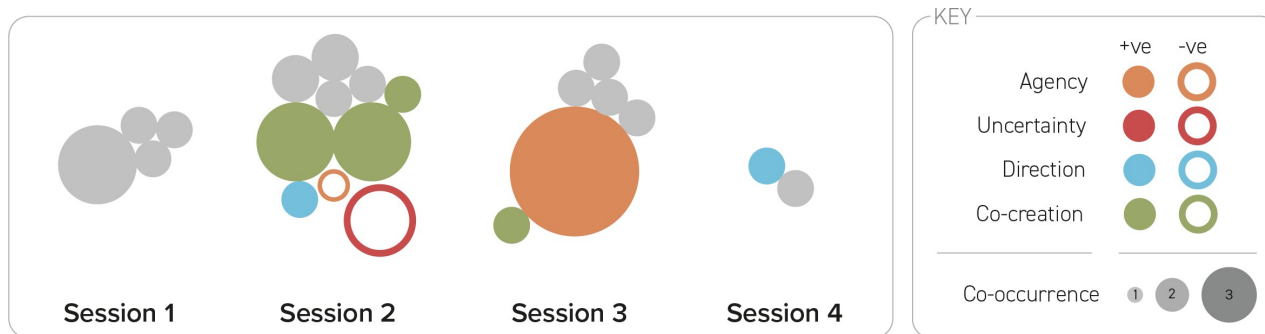 KEY
+ve -ve
Agency
Uncertainty
Direction
Co-creation
Co-occurrence 1 2 3
Session 1 Session 2 Session 3 Session 4